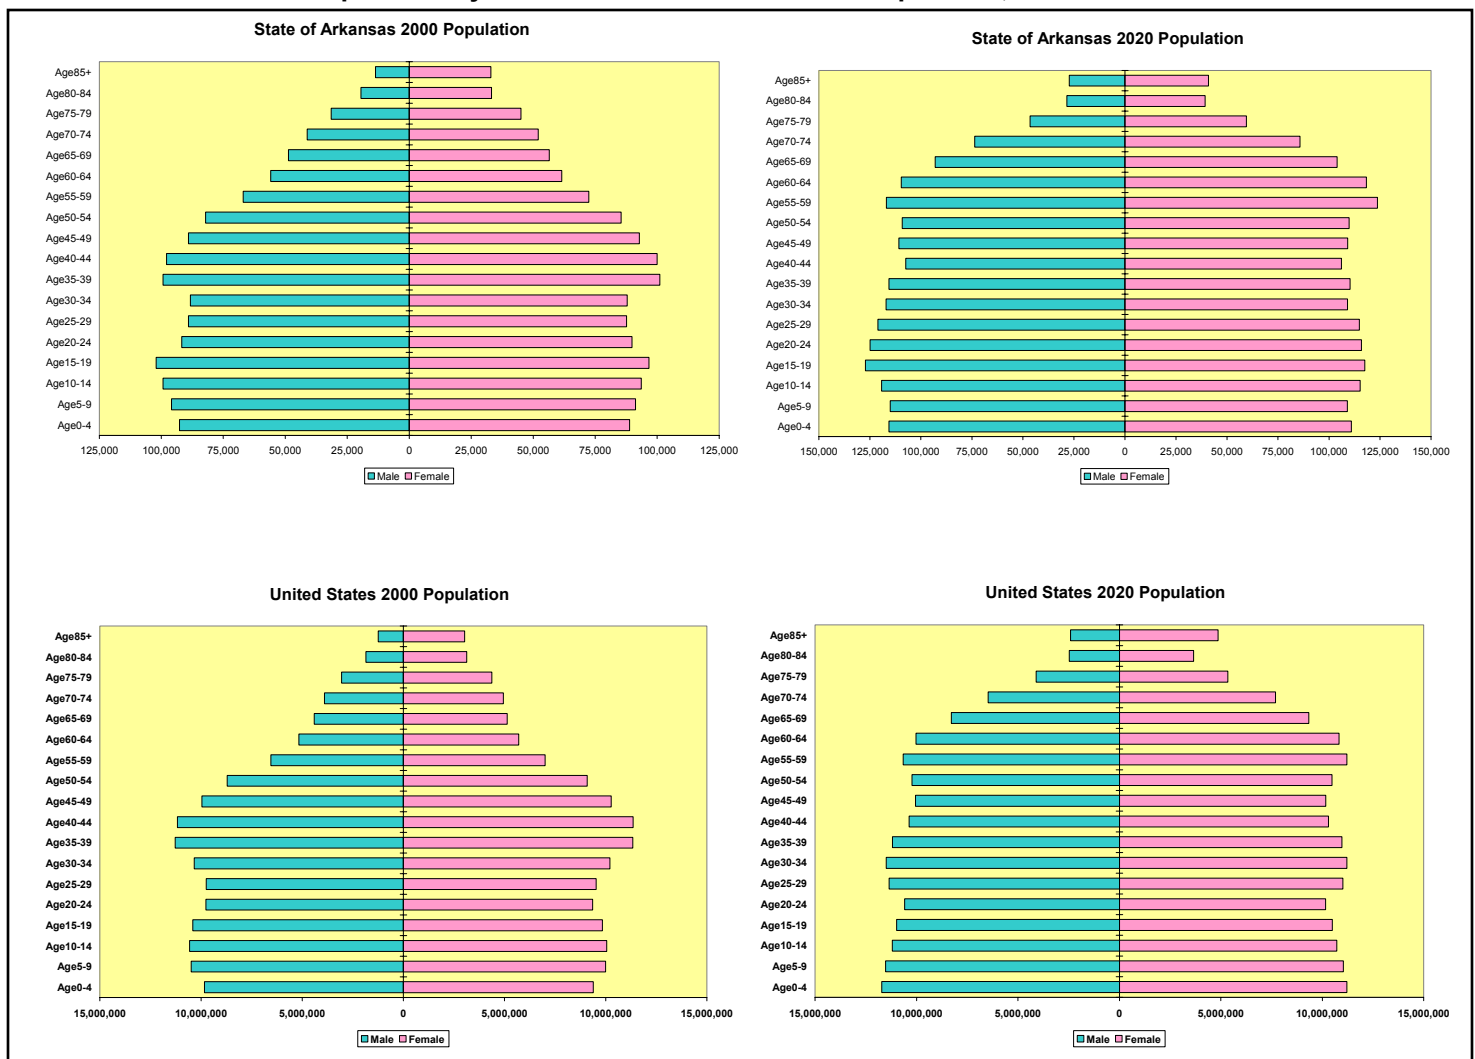 State of Arkansas 2000 Population
Age85+
Age80-84
Age75-79
Age70-74
Age65-69
Age60-64
Age55-59
Age50-54
Age45-49
Age40-44
Age35-39
Age30-34
Age25-29
Age20-24
Age15-19
Age10-14
Age5-9
Age0-4
125,000 100,000 75,000 50,000 25,000 0 25,000 50,000 75,000 100,000 125,000
Male Female
State of Arkansas 2020 Population
Age85+
Age80-84
Age75-79
Age70-74
Age65-69
Age60-64
Age55-59
Age50-54
Age45-49
Age40-44
Age35-39
Age30-34
Age25-29
Age20-24
Age15-19
Age10-14
Age5-9
Age0-4
150,000 125,000 100,000 75,000 50,000 25,000 0 25,000 50,000 75,000 100,000 125,000 150,000
Male Female
United States 2000 Population
Age85+
Age80-84
Age75-79
Age70-74
Age65-69
Age60-64
Age55-59
Age50-54
Age45-49
Age40-44
Age35-39
Age30-34
Age25-29
Age20-24
Age15-19
Age10-14
Age5-9
Age0-4
15,000,000 10,000,000 5,000,000 0 5,000,000 10,000,000 15,000,000
Male Female
United States 2020 Population
Age85+
Age80-84
Age75-79
Age70-74
Age65-69
Age60-64
Age55-59
Age50-54
Age45-49
Age40-44
Age35-39
Age30-34
Age25-29
Age20-24
Age15-19
Age10-14
Age5-9
Age0-4
15,000,000 10,000,000 5,000,000 0 5,000,000 10,000,000 15,000,000
Male Female